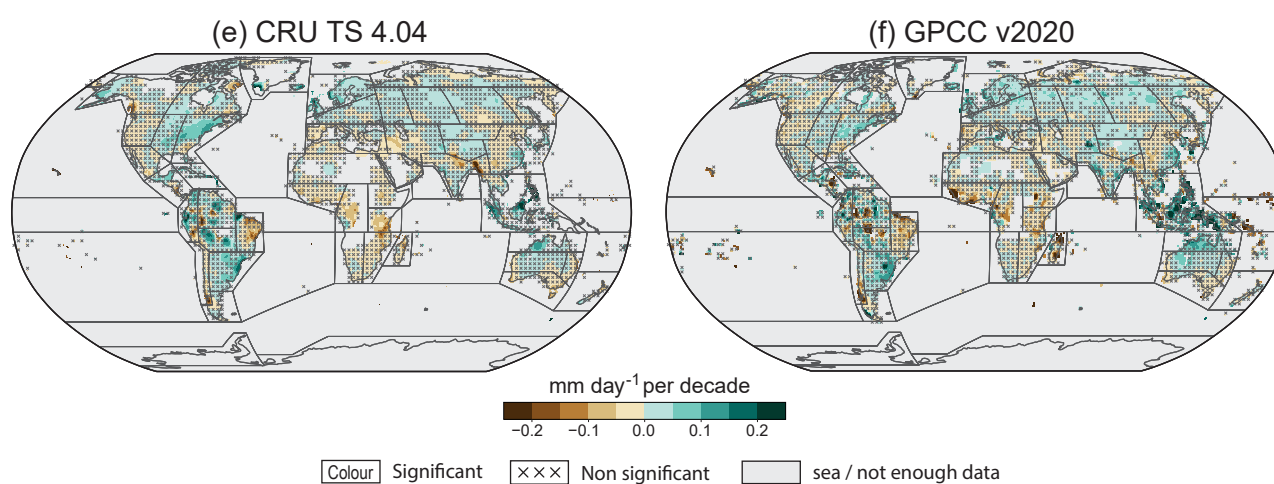 (e) CRU TS 4.04 (f) GPCC v2020
mm day⁻¹ per decade
−0.2 −0.1 0.0 0.1 0.2
Colour Significant ××× Non significant sea / not enough data